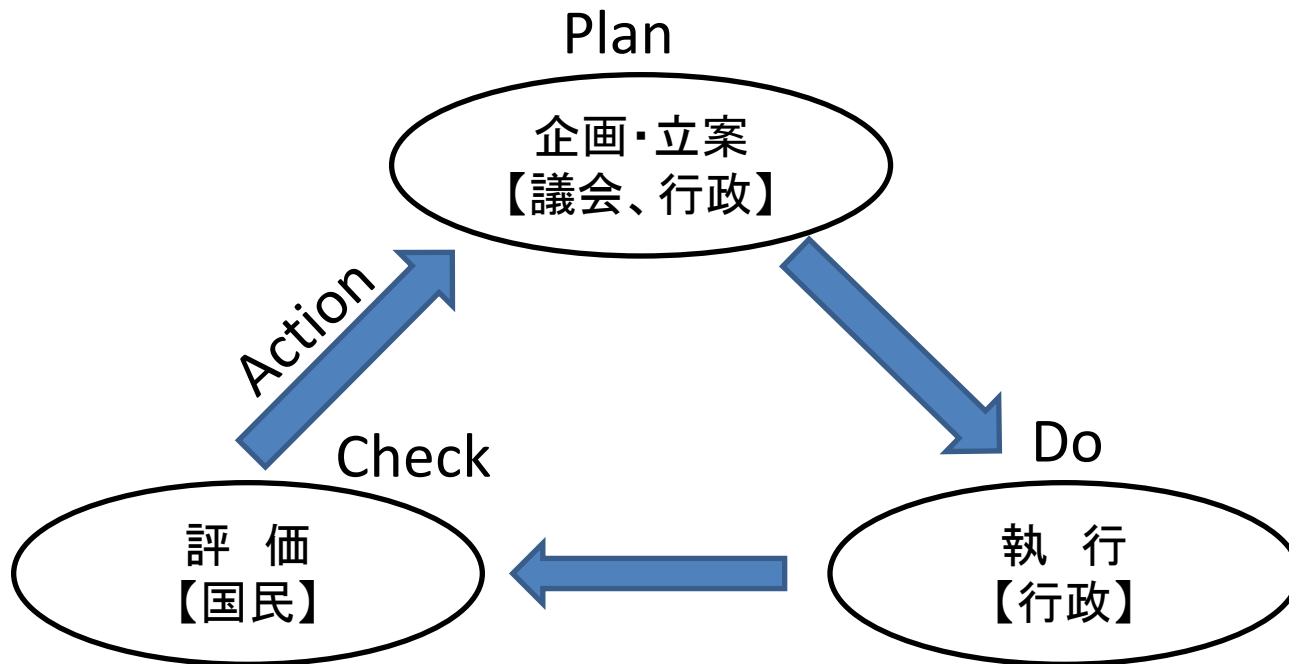 Plan
企画・立案
【議会、行政】
Action
Check
Do
評　価
【国民】
執　行
【行政】